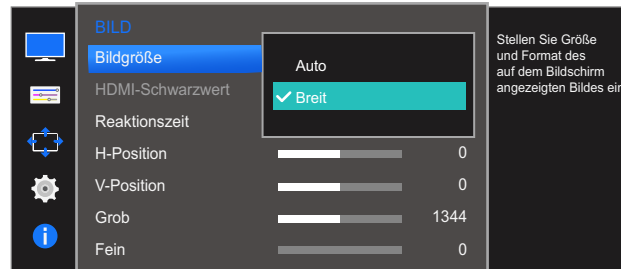 BILD
Bildgröße
HDMI-Schwarzwert
Reaktionszeit
H-Position 0
V-Position 0
Grob 1344
Fein 0
Auto
Breit
Stellen Sie Größe
und Format des
auf dem Bildschirm
angezeigten Bildes ein